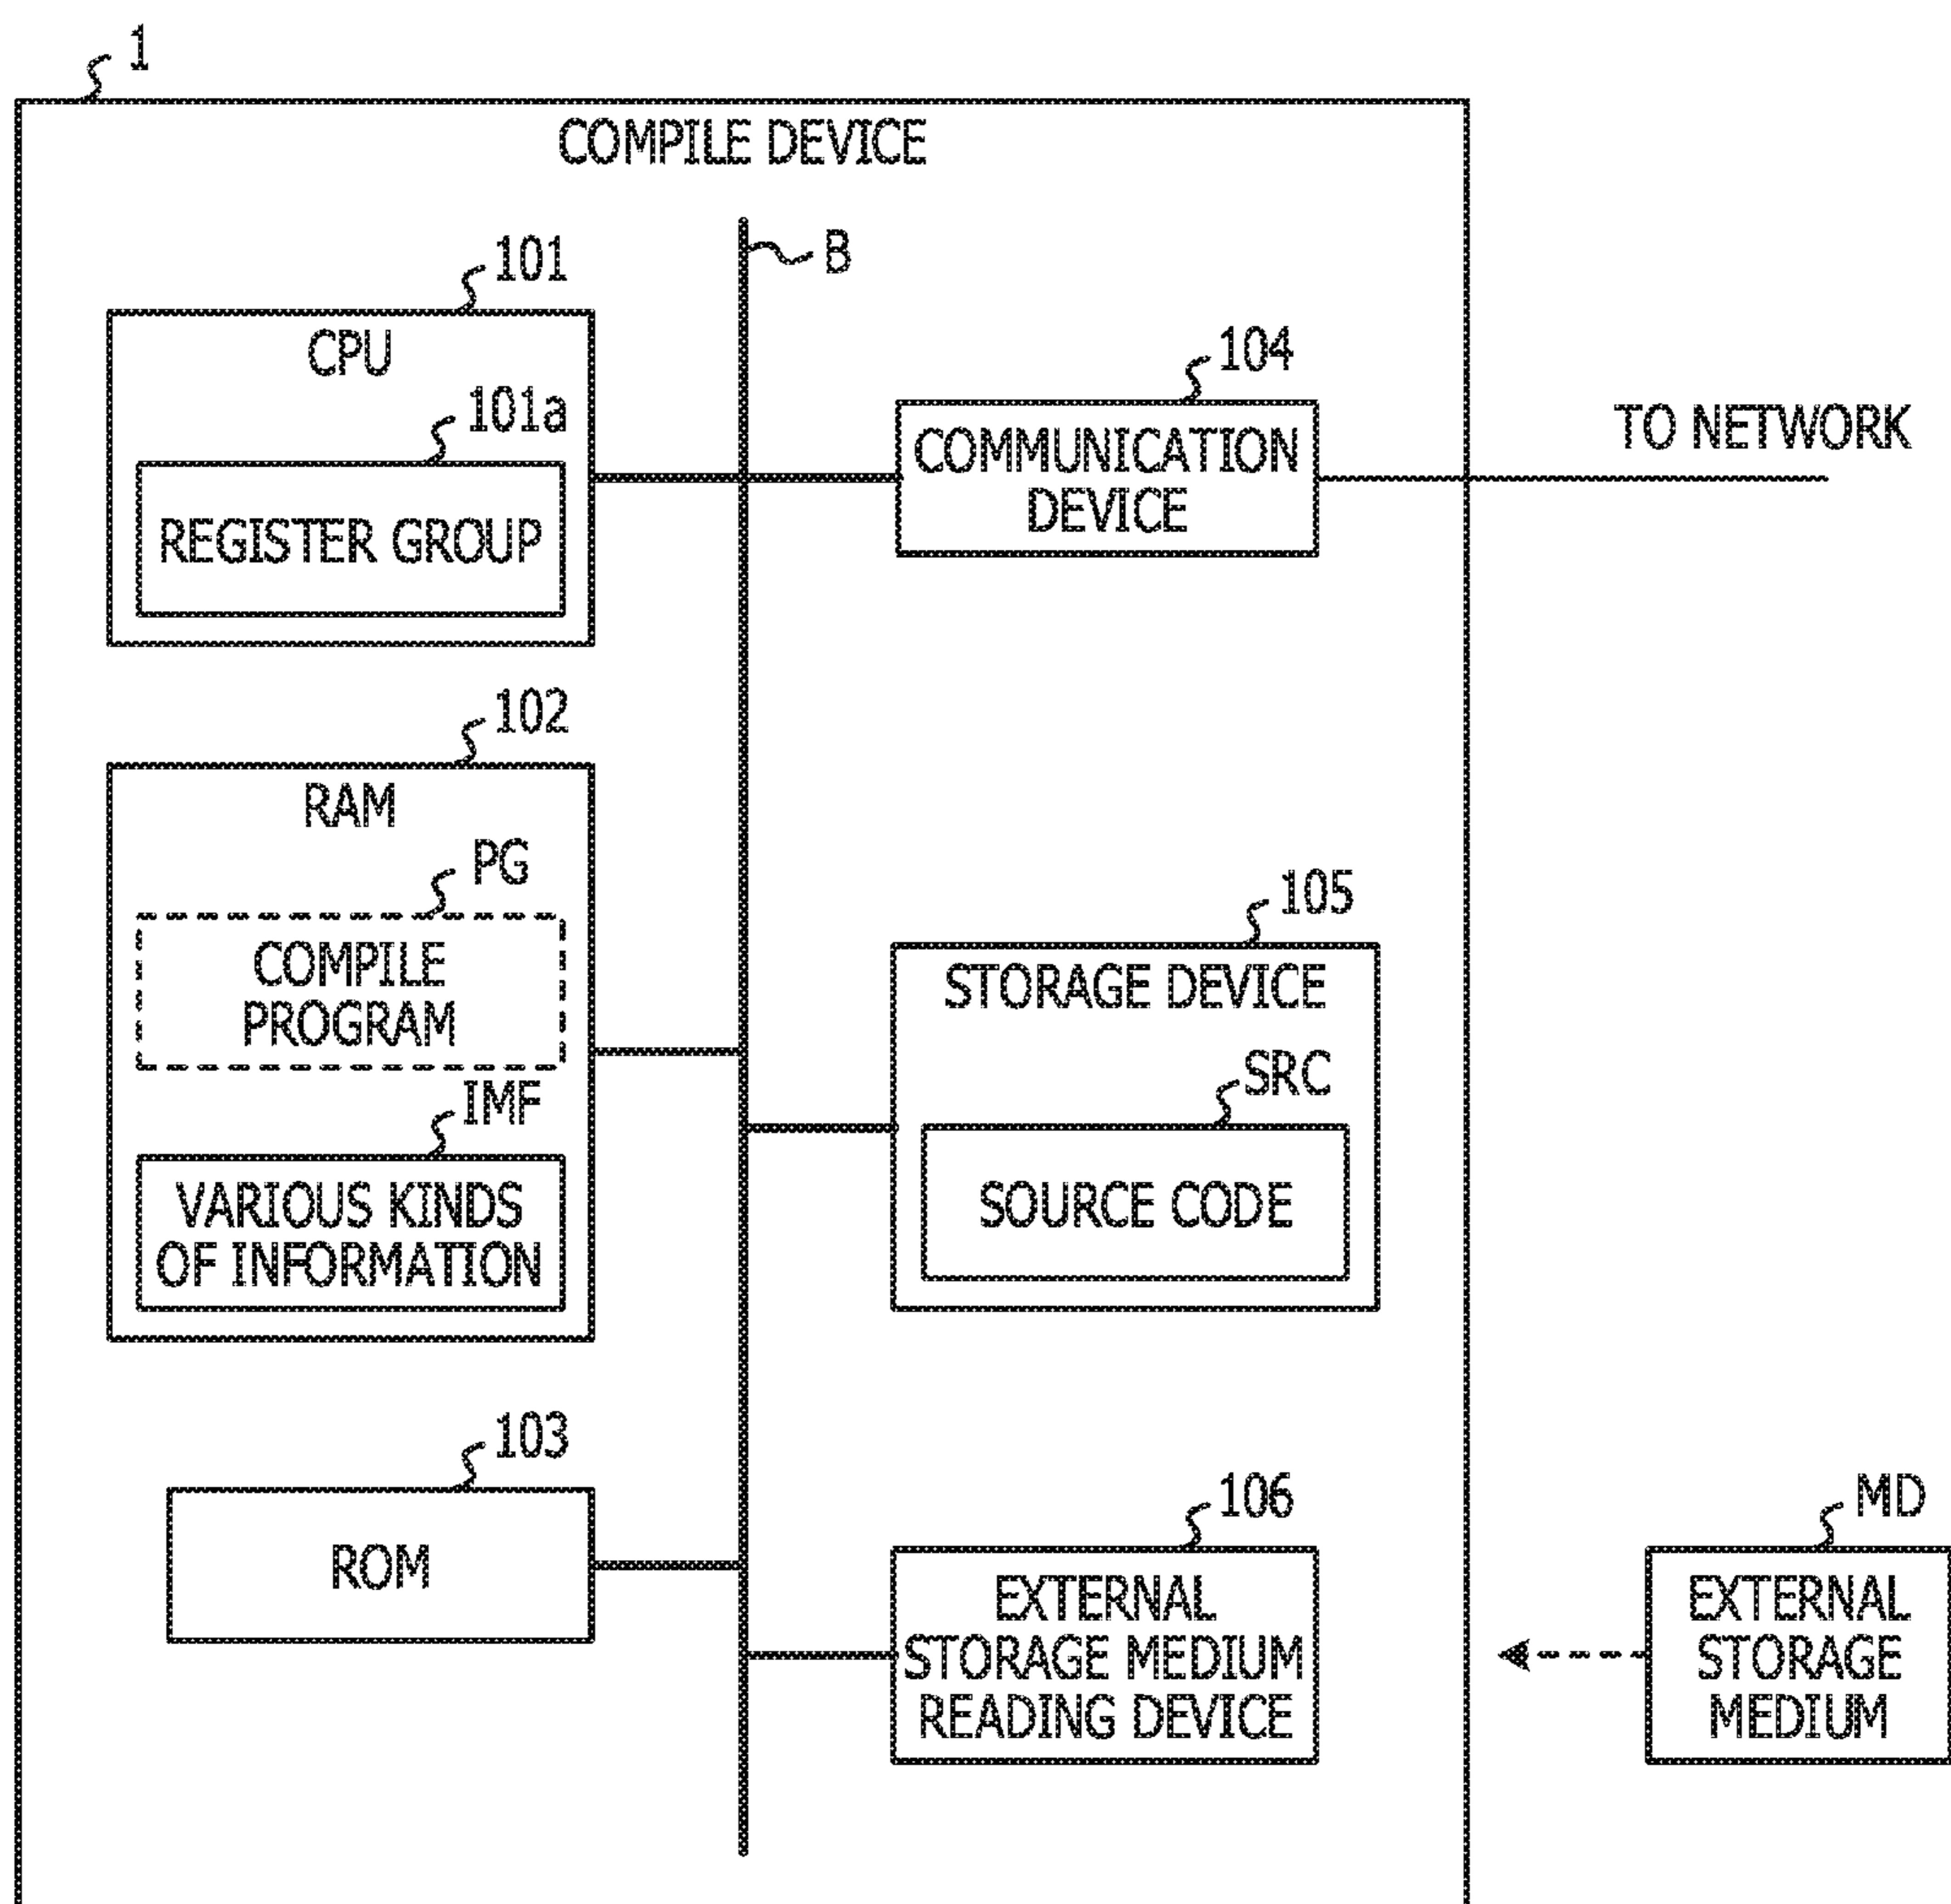 1
COMPILE DEVICE
B
101
CPU
101a
REGISTER GROUP
104
COMMUNICATION
DEVICE
TO NETWORK
102
RAM
PG
COMPILE
PROGRAM
IMF
VARIOUS KINDS
OF INFORMATION
105
STORAGE DEVICE
SRC
SOURCE CODE
103
ROM
106
EXTERNAL
STORAGE MEDIUM
READING DEVICE
MD
EXTERNAL
STORAGE
MEDIUM